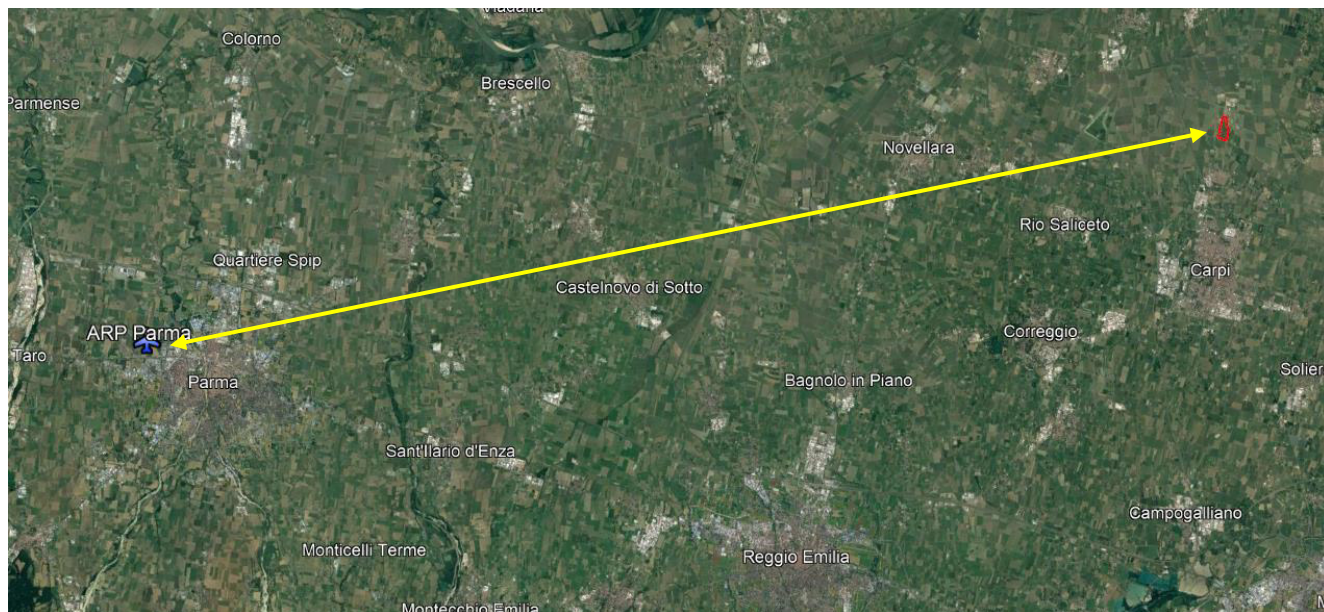 Viadana
Colorno
Brescello
Parmense
Novellara
Rio Saliceto
Quartiere Spip
Carpi
Castelnovo di Sotto
ARP Parma
Correggio
Taro
Parma
Bagnolo in Piano
Solier
Sant'Ilario d'Enza
Campogalliano
Monticelli Terme
Reggio Emilia
Montecchio Emilia